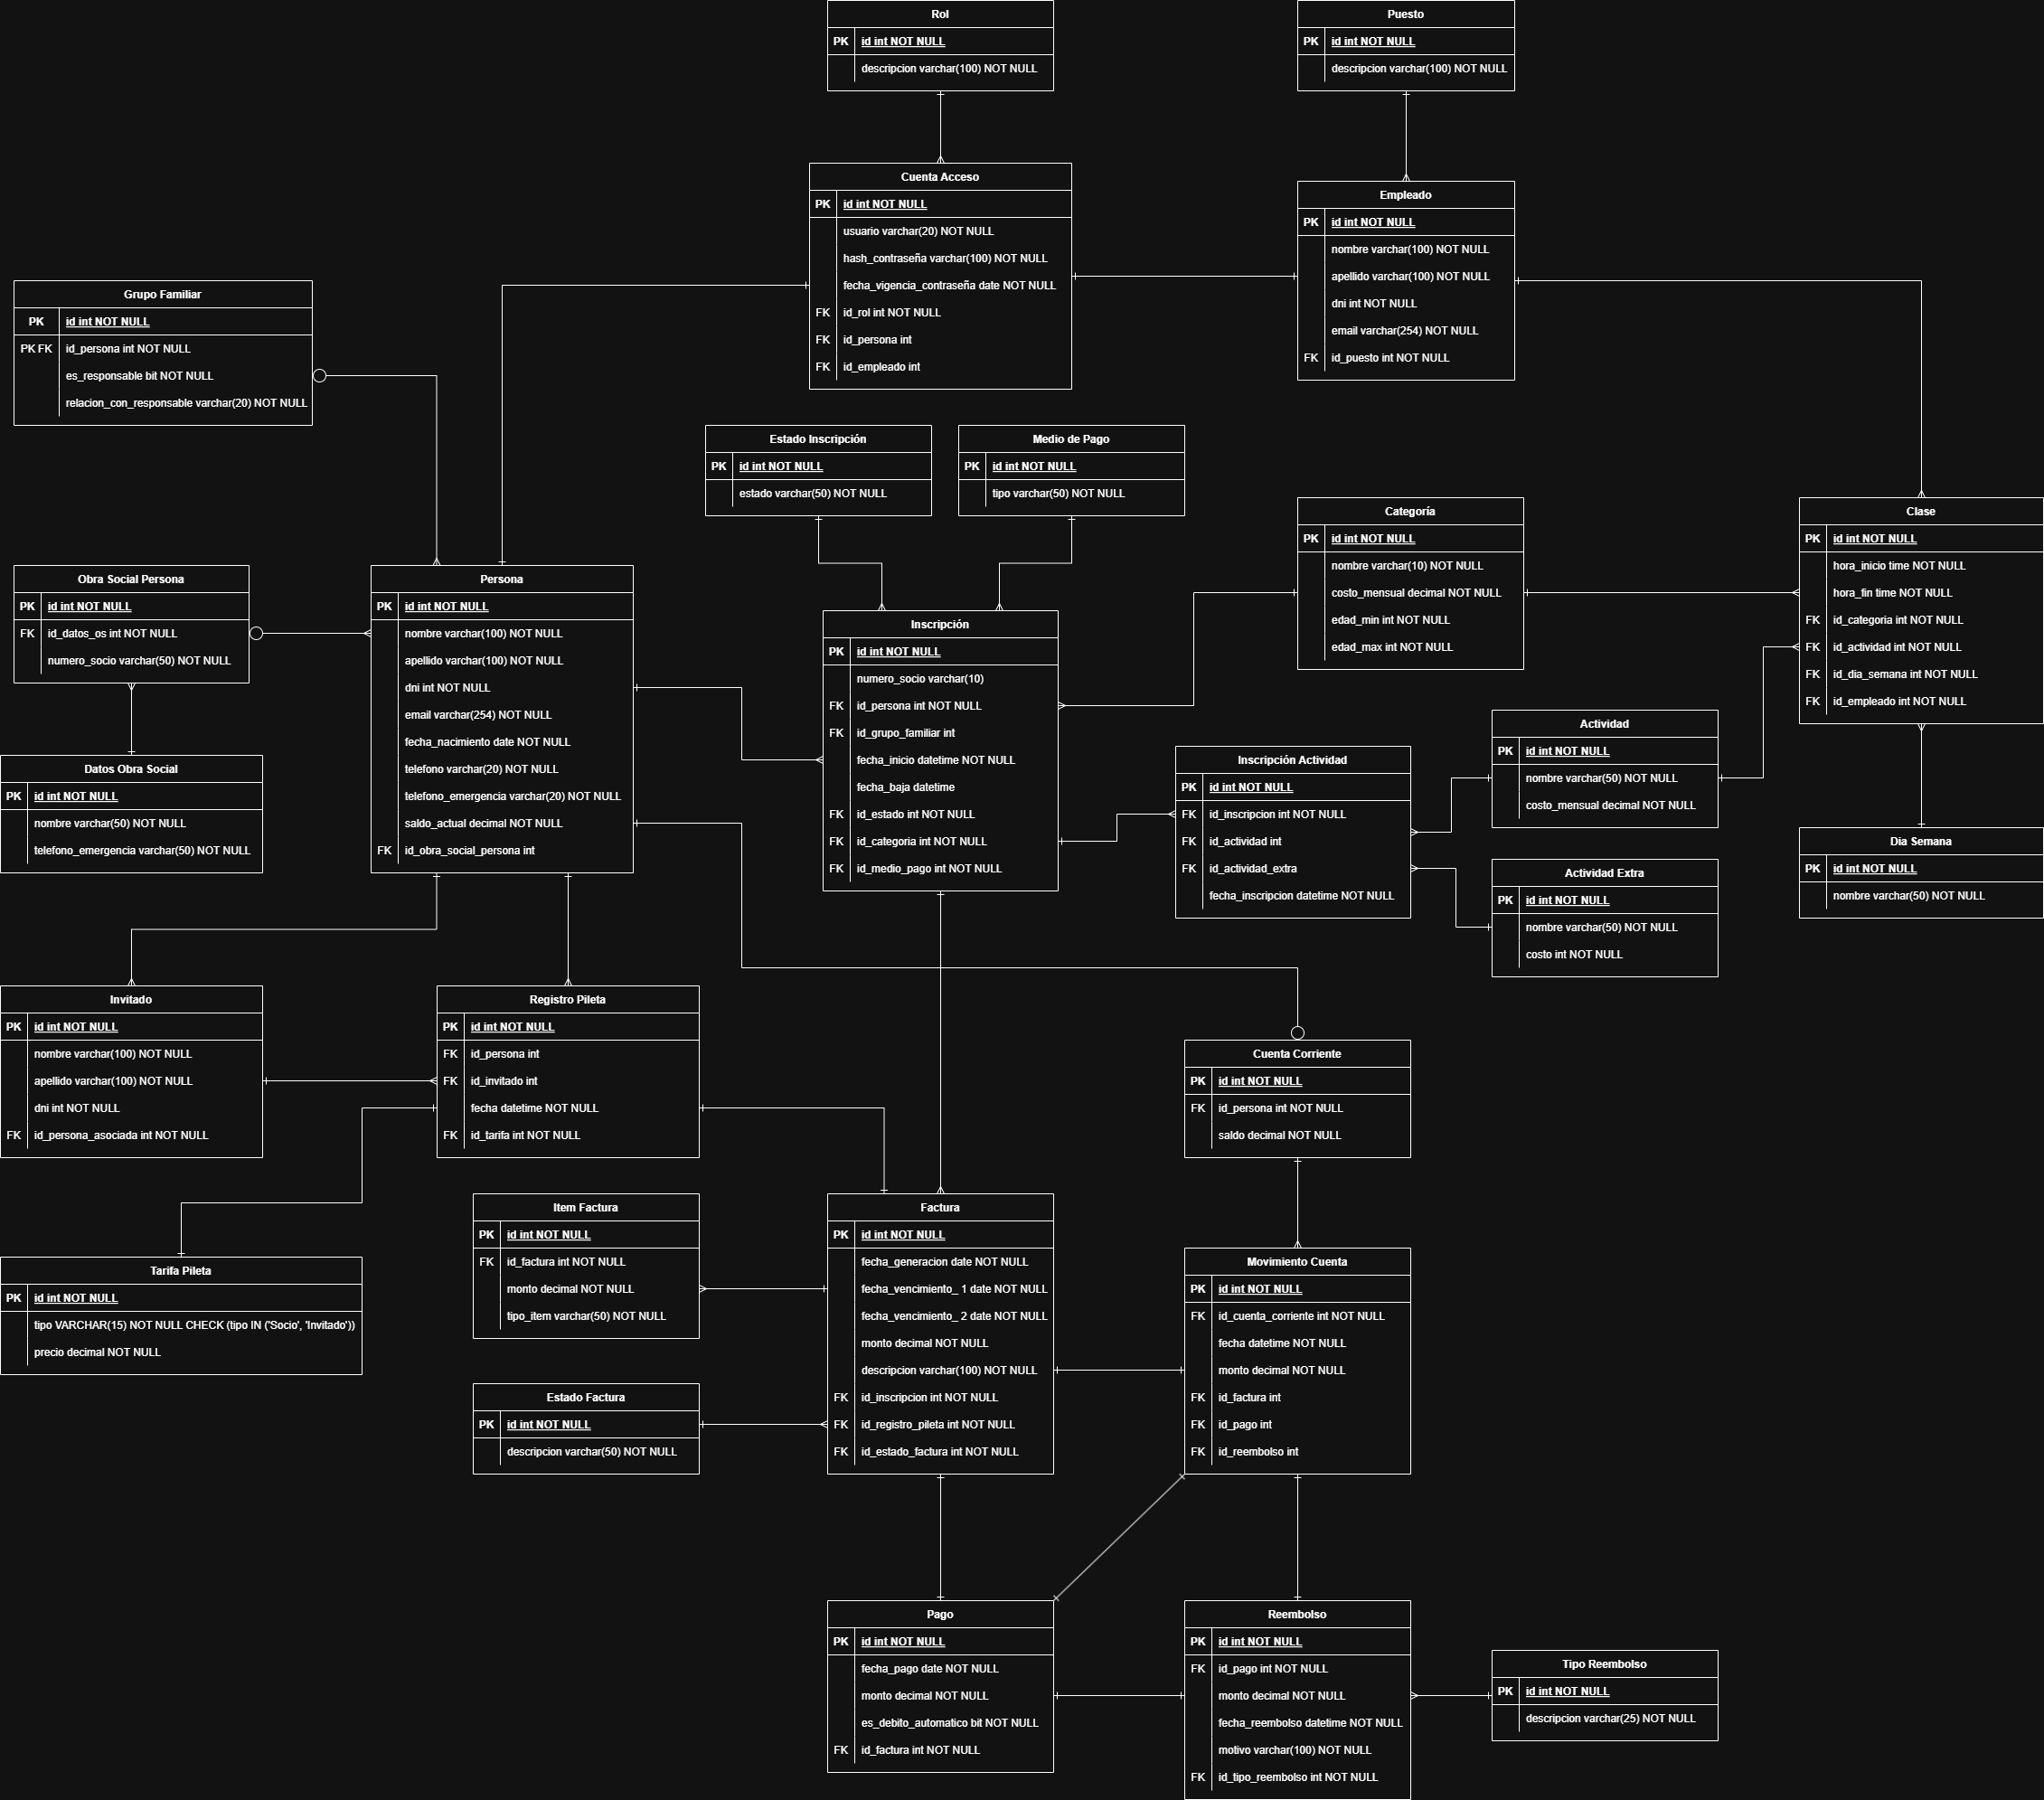 Rol
PK id int NOT NULL
descripcion varchar(100) NOT NULL
Puesto
PK id int NOT NULL
descripcion varchar(100) NOT NULL
Cuenta Acceso
PK id int NOT NULL
usuario varchar(20) NOT NULL
hash_contraseña varchar(100) NOT NULL
fecha_vigencia_contraseña date NOT NULL
FK id_rol int NOT NULL
FK id_persona int
FK id_empleado int
Empleado
PK id int NOT NULL
nombre varchar(100) NOT NULL
apellido varchar(100) NOT NULL
dni int NOT NULL
email varchar(254) NOT NULL
FK id_puesto int NOT NULL
Grupo Familiar
PK id int NOT NULL
PK FK id_persona int NOT NULL
es_responsable bit NOT NULL
relacion_con_responsable varchar(20) NOT NULL
Estado Inscripción
PK id int NOT NULL
estado varchar(50) NOT NULL
Medio de Pago
PK id int NOT NULL
tipo varchar(50) NOT NULL
Categoría
PK id int NOT NULL
nombre varchar(10) NOT NULL
costo_mensual decimal NOT NULL
edad_min int NOT NULL
edad_max int NOT NULL
Clase
PK id int NOT NULL
hora_inicio time NOT NULL
hora_fin time NOT NULL
FK id_categoria int NOT NULL
FK id_actividad int NOT NULL
FK id_dia_semana int NOT NULL
FK id_empleado int NOT NULL
Obra Social Persona
PK id int NOT NULL
FK id_datos_os int NOT NULL
numero_socio varchar(50) NOT NULL
Persona
PK id int NOT NULL
nombre varchar(100) NOT NULL
apellido varchar(100) NOT NULL
dni int NOT NULL
email varchar(254) NOT NULL
fecha_nacimiento date NOT NULL
telefono varchar(20) NOT NULL
telefono_emergencia varchar(20) NOT NULL
saldo_actual decimal NOT NULL
FK id_obra_social_persona int
Inscripción
PK id int NOT NULL
numero_socio varchar(10)
FK id_persona int NOT NULL
FK id_grupo_familiar int
fecha_inicio datetime NOT NULL
fecha_baja datetime
FK id_estado int NOT NULL
FK id_categoria int NOT NULL
FK id_medio_pago int NOT NULL
Datos Obra Social
PK id int NOT NULL
nombre varchar(50) NOT NULL
telefono_emergencia varchar(50) NOT NULL
Inscripción Actividad
PK id int NOT NULL
FK id_inscripcion int NOT NULL
FK id_actividad int
FK id_actividad_extra
fecha_inscripcion datetime NOT NULL
Actividad
PK id int NOT NULL
nombre varchar(50) NOT NULL
costo_mensual decimal NOT NULL
Actividad Extra
PK id int NOT NULL
nombre varchar(50) NOT NULL
costo int NOT NULL
Dia Semana
PK id int NOT NULL
nombre varchar(50) NOT NULL
Invitado
PK id int NOT NULL
nombre varchar(100) NOT NULL
apellido varchar(100) NOT NULL
dni int NOT NULL
FK id_persona_asociada int NOT NULL
Registro Pileta
PK id int NOT NULL
FK id_persona int
FK id_invitado int
fecha datetime NOT NULL
FK id_tarifa int NOT NULL
Cuenta Corriente
PK id int NOT NULL
FK id_persona int NOT NULL
saldo decimal NOT NULL
Tarifa Pileta
PK id int NOT NULL
tipo VARCHAR(15) NOT NULL CHECK (tipo IN ('Socio', 'Invitado'))
precio decimal NOT NULL
Item Factura
PK id int NOT NULL
FK id_factura int NOT NULL
monto decimal NOT NULL
tipo_item varchar(50) NOT NULL
Factura
PK id int NOT NULL
fecha_generacion date NOT NULL
fecha_vencimiento_ 1 date NOT NULL
fecha_vencimiento_ 2 date NOT NULL
monto decimal NOT NULL
descripcion varchar(100) NOT NULL
FK id_inscripcion int NOT NULL
FK id_registro_pileta int NOT NULL
FK id_estado_factura int NOT NULL
Movimiento Cuenta
PK id int NOT NULL
FK id_cuenta_corriente int NOT NULL
fecha datetime NOT NULL
monto decimal NOT NULL
FK id_factura int
FK id_pago int
FK id_reembolso int
Estado Factura
PK id int NOT NULL
descripcion varchar(50) NOT NULL
Pago
PK id int NOT NULL
fecha_pago date NOT NULL
monto decimal NOT NULL
es_debito_automatico bit NOT NULL
FK id_factura int NOT NULL
Reembolso
PK id int NOT NULL
FK id_pago int NOT NULL
monto decimal NOT NULL
fecha_reembolso datetime NOT NULL
motivo varchar(100) NOT NULL
FK id_tipo_reembolso int NOT NULL
Tipo Reembolso
PK id int NOT NULL
descripcion varchar(25) NOT NULL